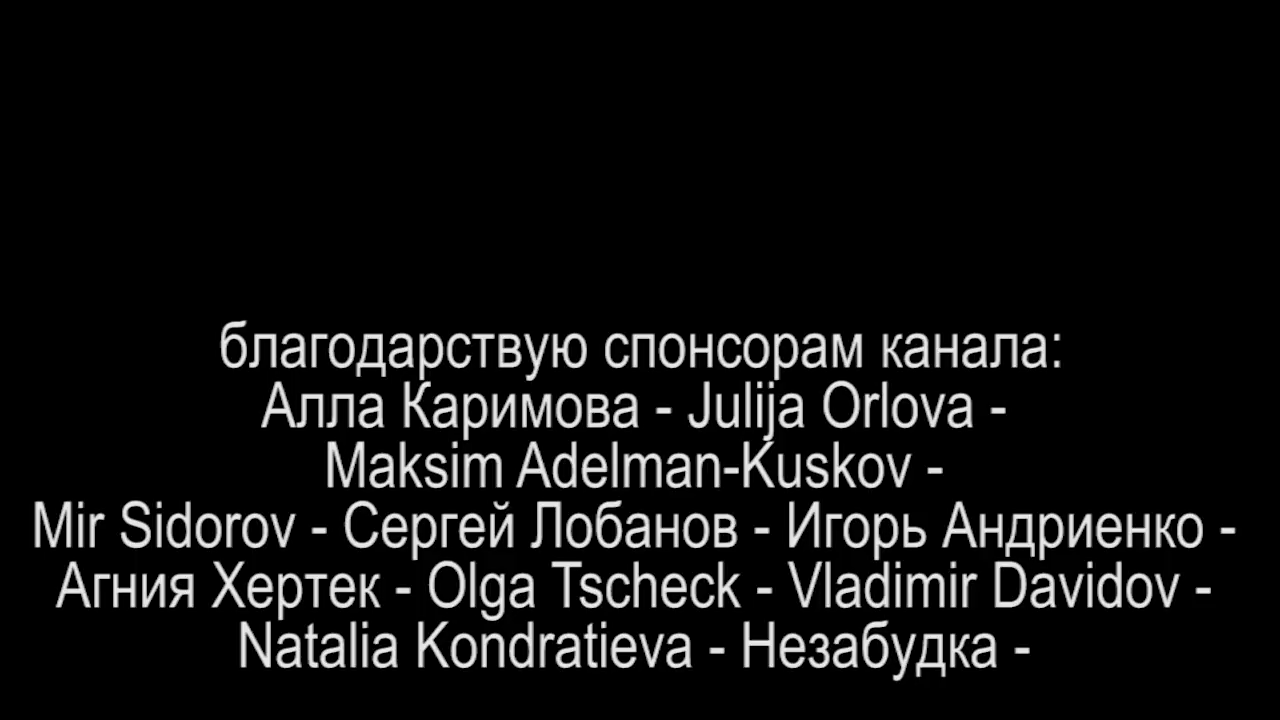 благодарствую спонсорам канала:
Алла Каримова - Julija Orlova -
Maksim Adelman-Kuskov -
Mir Sidorov - Сергей Лобанов - Игорь Андриенко -
Агния Хертек - Olga Tscheck - Vladimir Davidov -
Natalia Kondratieva - Незабудка -